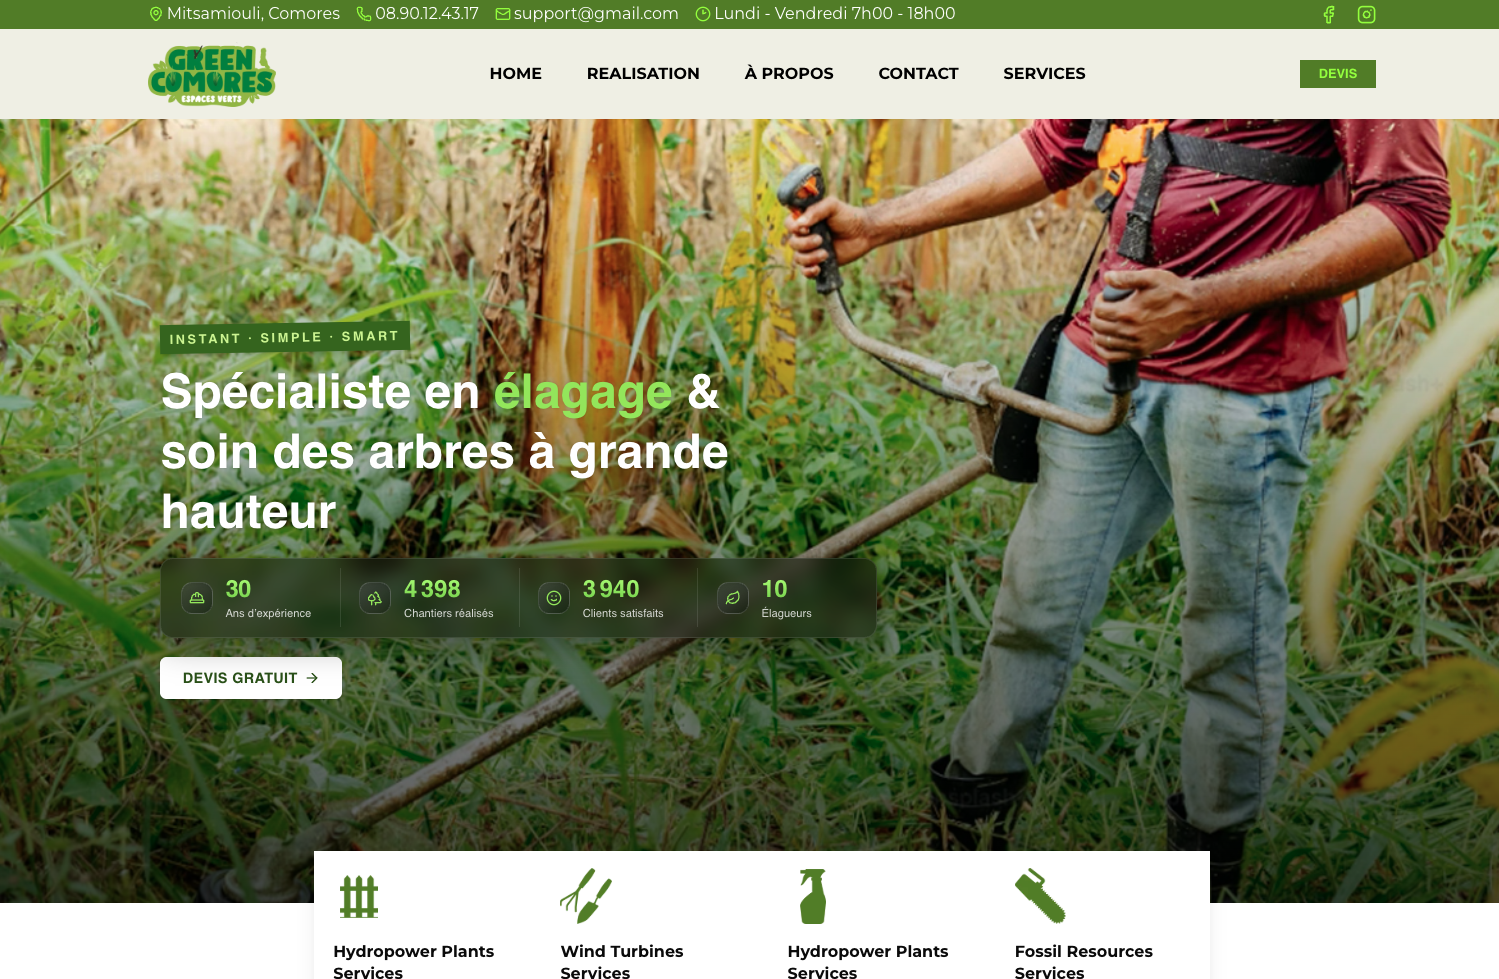 Mitsamiouli, Comores 08.90.12.43.17 support@gmail.com Lundi - Vendredi 7h00 - 18h00
GREEN
COMORES
ESPACES VERTS
HOME REALISATION À PROPOS CONTACT SERVICES DEVIS
INSTANT · SIMPLE · SMART
Spécialiste en élagage &
soin des arbres à grande
hauteur
30 4 398 3 940 10
Ans d'expérience Chantiers réalisés Clients satisfaits Élagueurs
DEVIS GRATUIT →
Hydropower Plants Wind Turbines Hydropower Plants Fossil Resources
Services Services Services Services